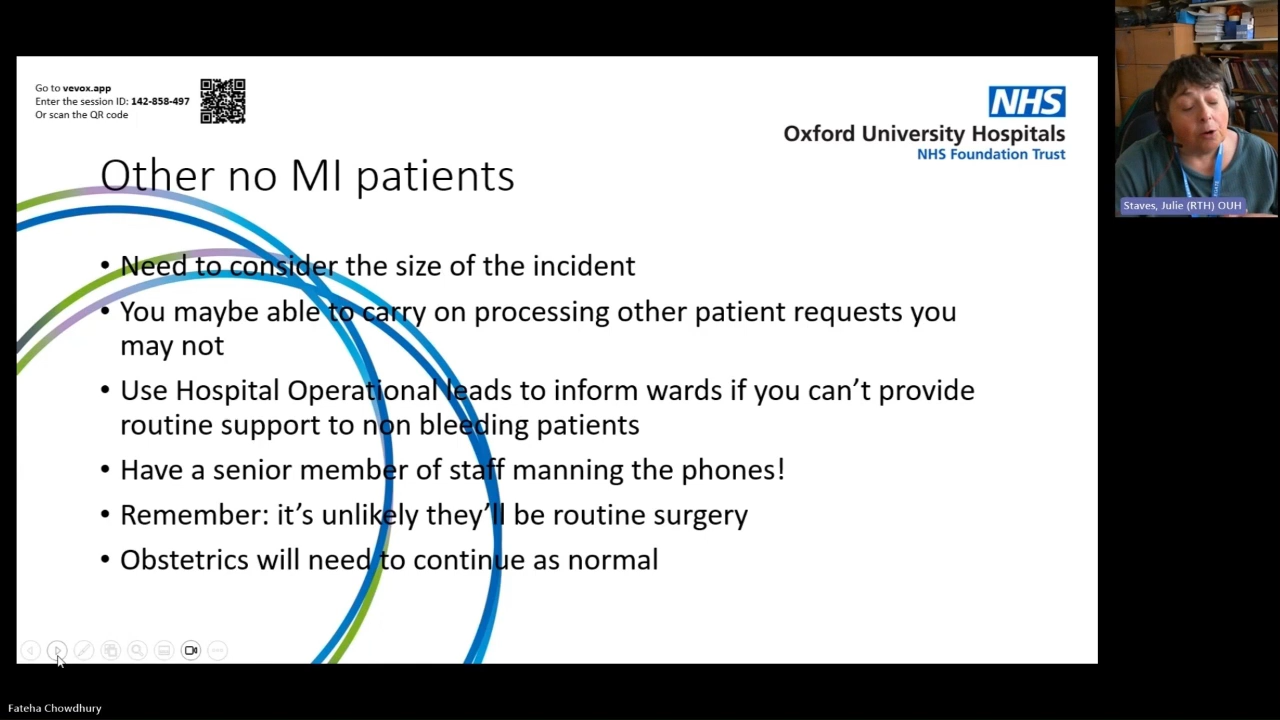 Go to vevox.app
Enter the session ID: 142-858-497
Or scan the QR code
NHS
Oxford University Hospitals
NHS Foundation Trust
Other no MI patients
• Need to consider the size of the incident
• You maybe able to carry on processing other patient requests you
may not
• Use Hospital Operational leads to inform wards if you can’t provide
routine support to non bleeding patients
• Have a senior member of staff manning the phones!
• Remember: it’s unlikely they’ll be routine surgery
• Obstetrics will need to continue as normal
Staves, Julie (RTH) OUH
Fateha Chowdhury